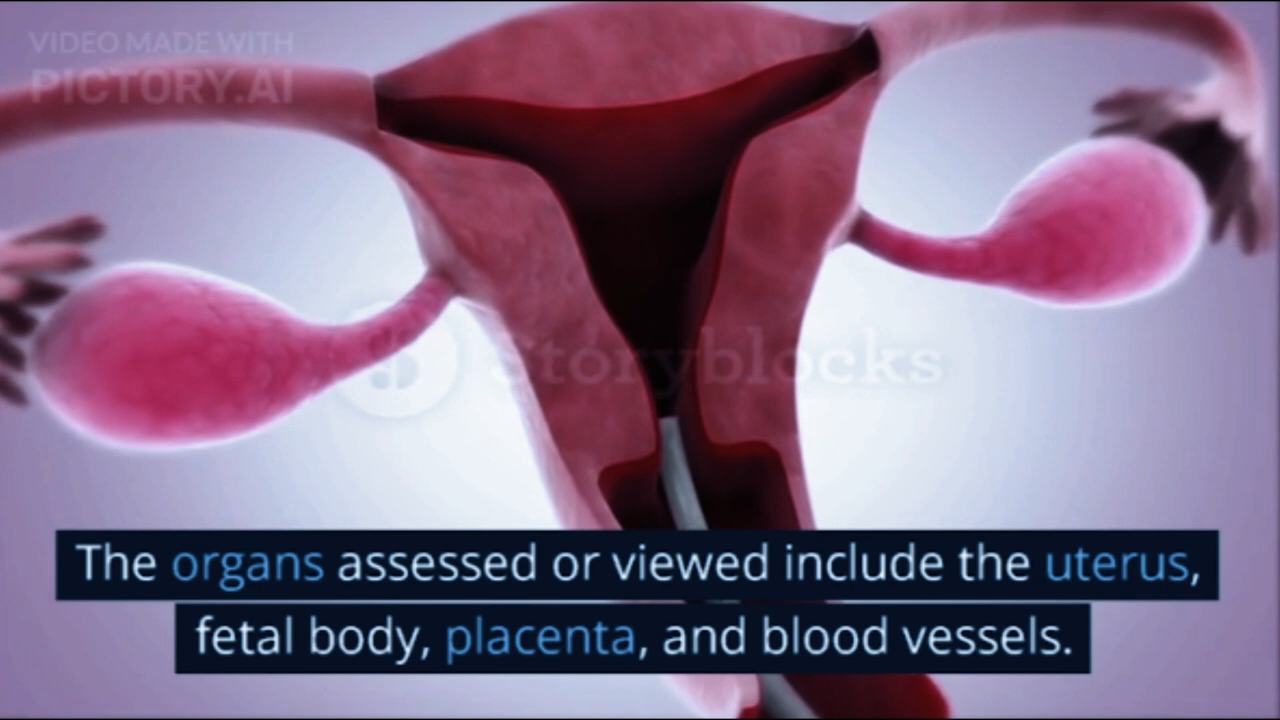 VIDEO MADE WITH
PICTORY.AI
Storyblocks
The organs assessed or viewed include the uterus,
fetal body, placenta, and blood vessels.